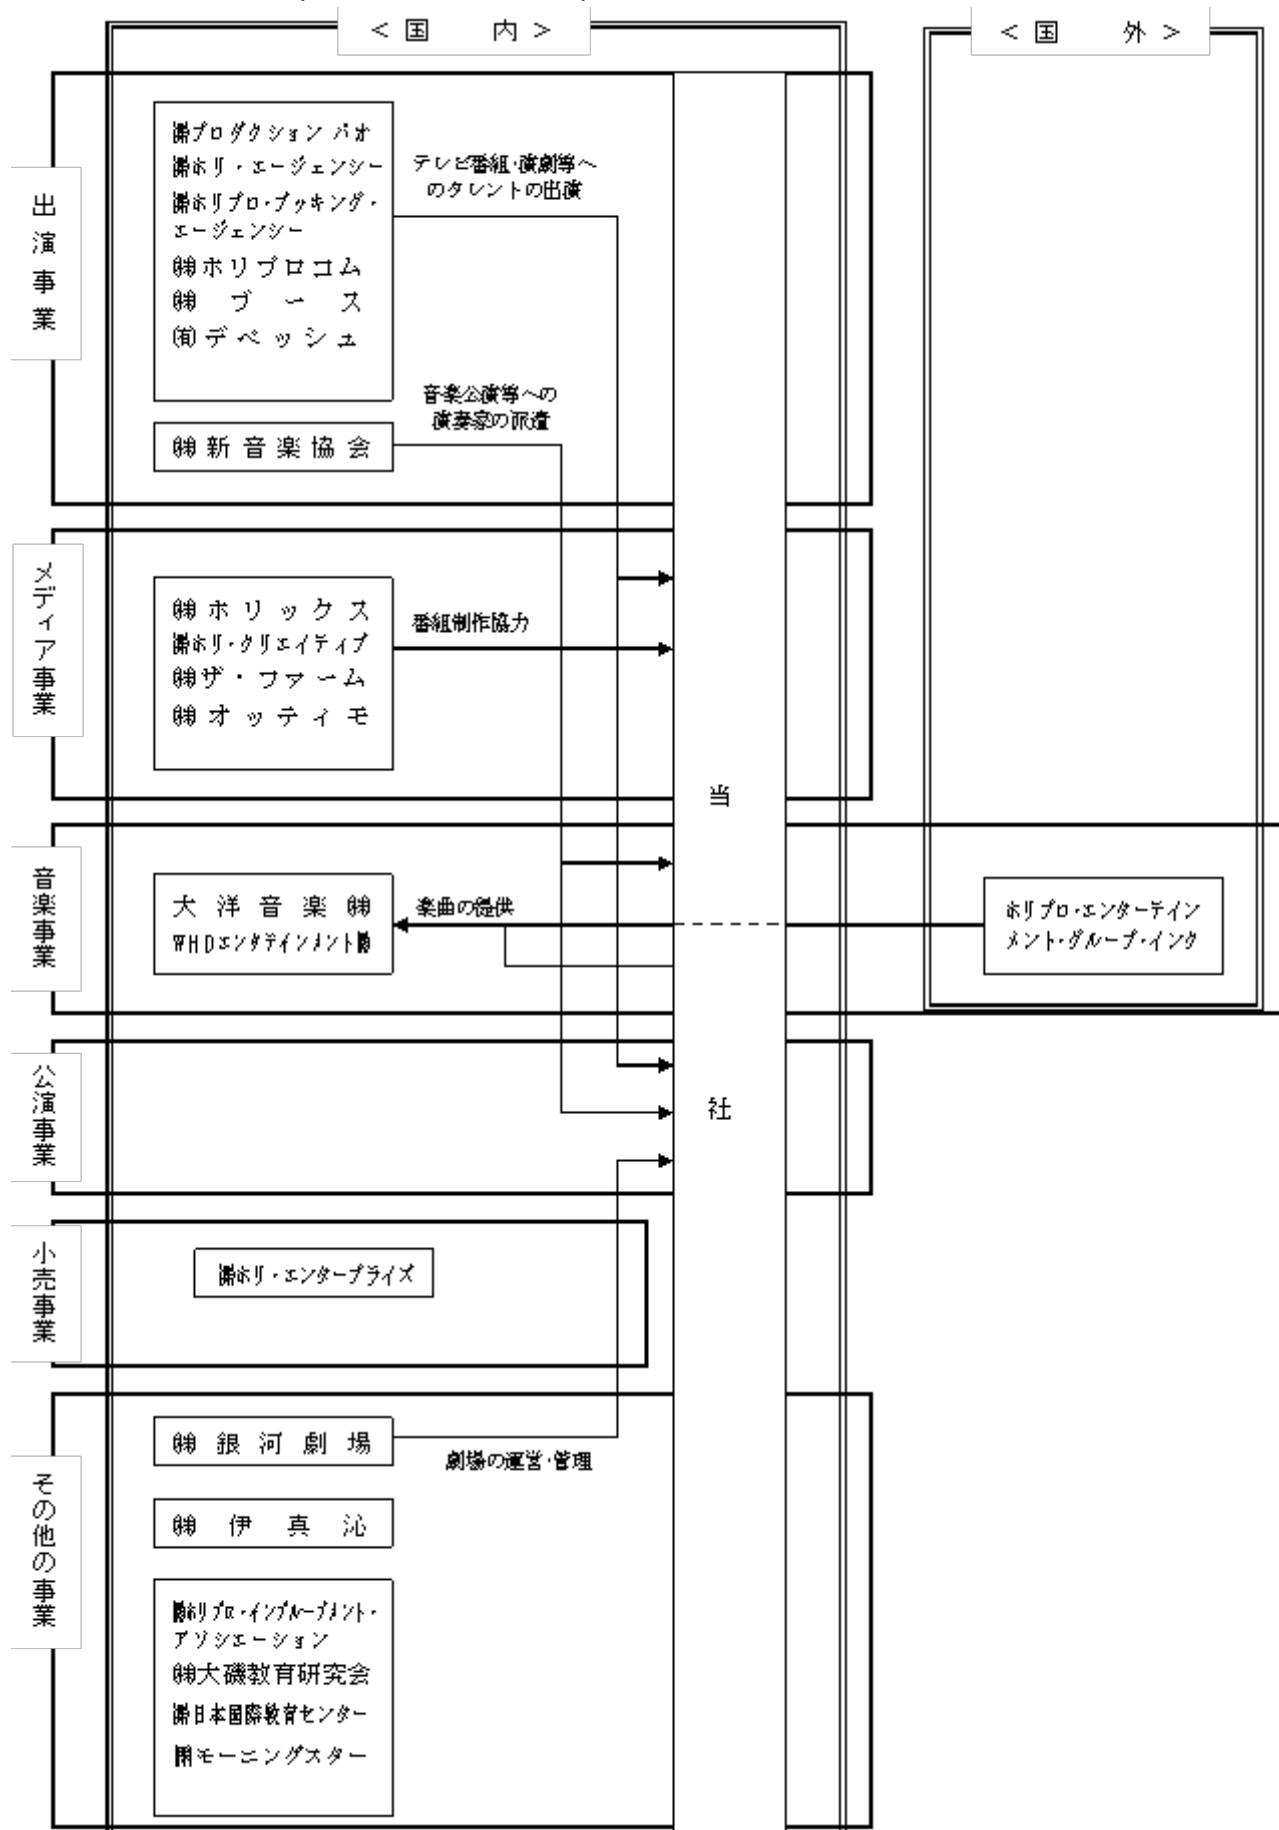 ＜国　　内＞
＜国　　外＞
出演事業
㈱プロダクション パオ
㈱ホリ・エージェンシー
㈱ホリプロ・ブッキング・
エージェンシー
㈱ホリプロコム
㈱ブース
㈲デペッシュ
テレビ番組・演劇等へ
のタレントの出演
㈱新音楽協会
音楽公演等への
演奏家の派遣
メディア事業
㈱ホリックス
㈱ホリ・クリエイティブ
㈱ザ・ファーム
㈱オッティモ
番組制作協力
当社
音楽事業
大洋音楽㈱
WHDエンタテインメント㈱
楽曲の提供
ホリプロ・エンターテイン
メント・グループ・インク
公演事業
小売事業
㈱ホリ・エンタープライズ
その他の事業
㈱銀河劇場
劇場の運営・管理
㈱伊真沁
㈱ホリプロ・インプルーブメント・
アソシエーション
㈱大磯教育研究会
㈱日本国際教育センター
㈲モーニングスター